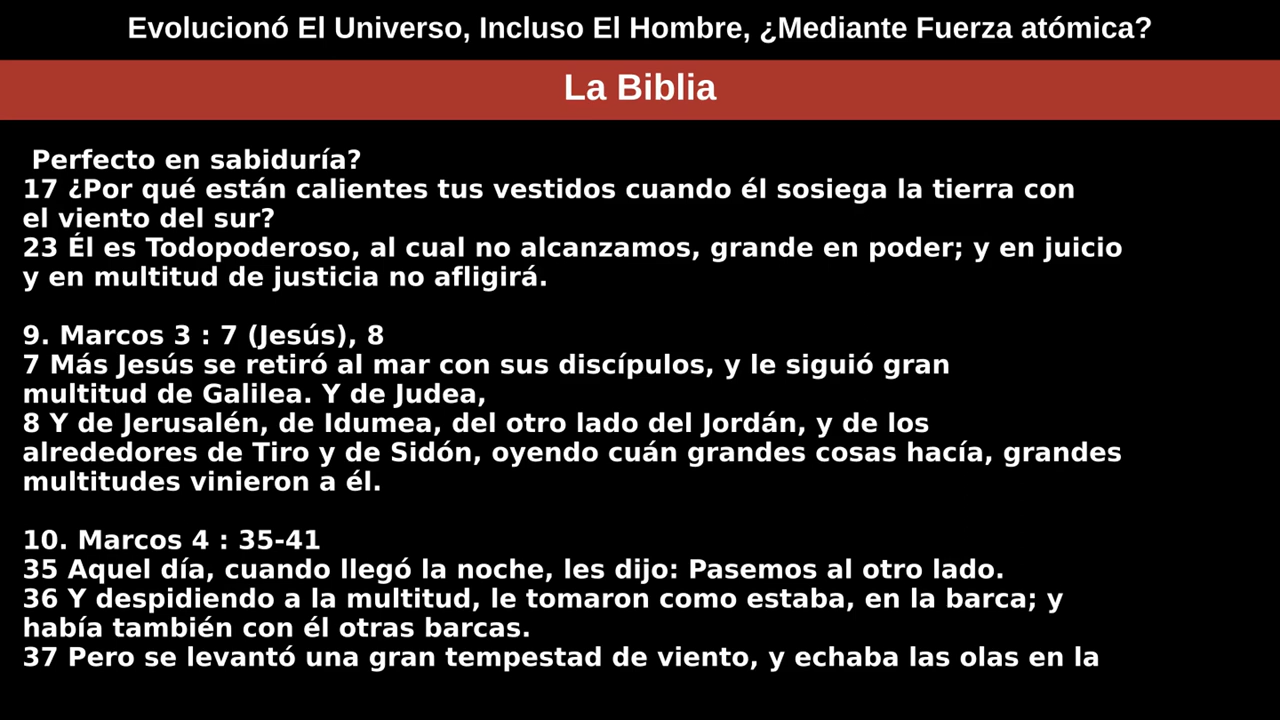 Evolucionó El Universo, Incluso El Hombre, ¿Mediante Fuerza atómica?
La Biblia
Perfecto en sabiduría?
17 ¿Por qué están calientes tus vestidos cuando él sosiega la tierra con
el viento del sur?
23 Él es Todopoderoso, al cual no alcanzamos, grande en poder; y en juicio
y en multitud de justicia no afligirá.
9. Marcos 3 : 7 (Jesús), 8
7 Más Jesús se retiró al mar con sus discípulos, y le siguió gran
multitud de Galilea. Y de Judea,
8 Y de Jerusalén, de Idumea, del otro lado del Jordán, y de los
alrededores de Tiro y de Sidón, oyendo cuán grandes cosas hacía, grandes
multitudes vinieron a él.
10. Marcos 4 : 35-41
35 Aquel día, cuando llegó la noche, les dijo: Pasemos al otro lado.
36 Y despidiendo a la multitud, le tomaron como estaba, en la barca; y
había también con él otras barcas.
37 Pero se levantó una gran tempestad de viento, y echaba las olas en la